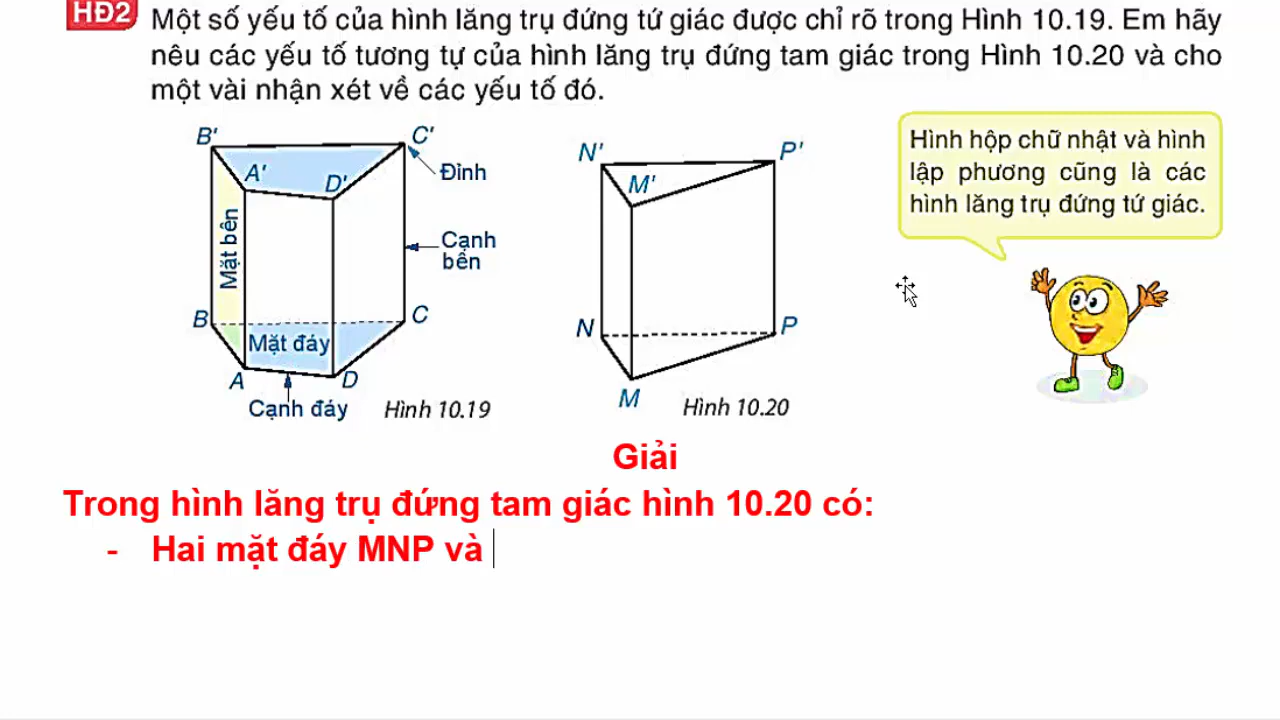 HĐ2 Một số yếu tố của hình lăng trụ đứng tứ giác được chỉ rõ trong Hình 10.19. Em hãy
nêu các yếu tố tương tự của hình lăng trụ đứng tam giác trong Hình 10.20 và cho
một vài nhận xét về các yếu tố đó.
B' C'
A' D'
Đỉnh
Mặt bên
Cạnh
bên
B C
Mặt đáy
A D
Cạnh đáy
Hình 10.19
N' P'
M'
N P
M
Hình 10.20
Hình hộp chữ nhật và hình
lập phương cũng là các
hình lăng trụ đứng tứ giác.
Giải
Trong hình lăng trụ đứng tam giác hình 10.20 có:
- Hai mặt đáy MNP và